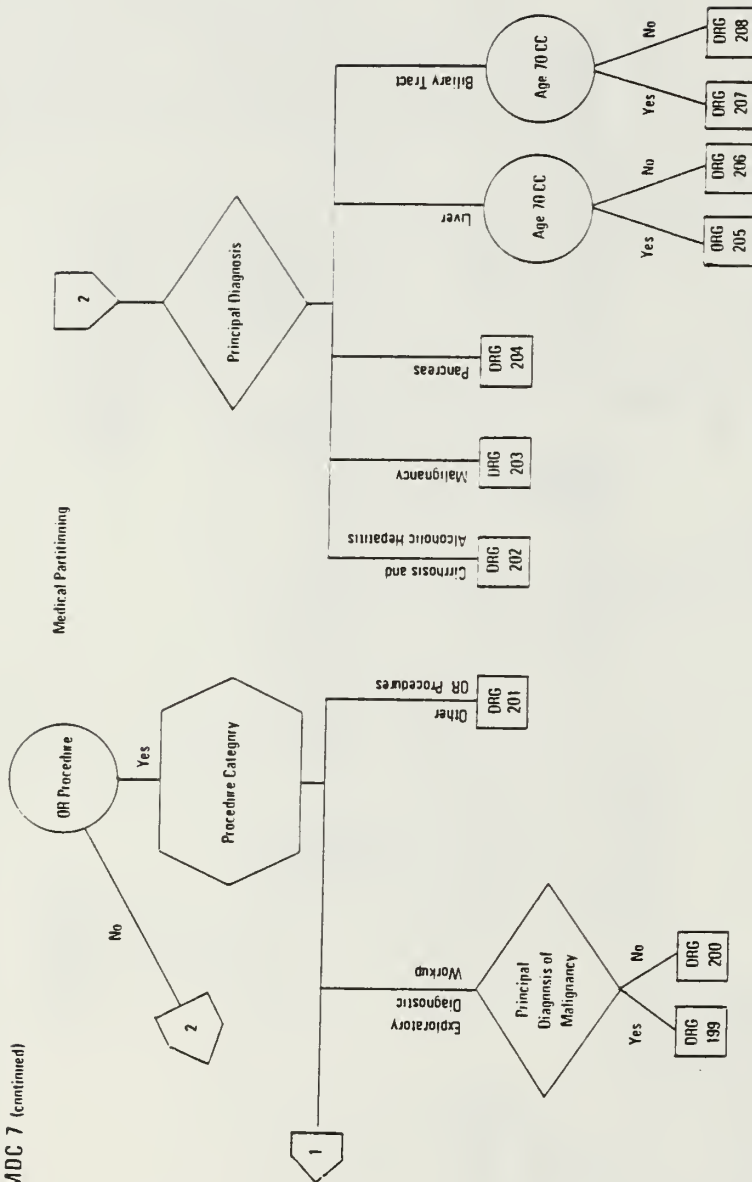 MDC 7 (continued)
OR Procedure
No
Yes
2
Procedure Category
1
Exploratory
Diagnostic
Workup
Other
OR Procedures
DRG
201
Principal
Diagnosis of
Malignancy
Yes
No
DRG
199
DRG
200
Medical Partitioning
2
Principal Diagnosis
Cirrhosis and
Alcoholic Hepatitis
Malignancy
Pancreas
Liver
Biliary Tract
DRG
202
DRG
203
DRG
204
Age 70 CC
Yes
No
DRG
205
DRG
206
Age 70 CC
Yes
No
DRG
207
DRG
208